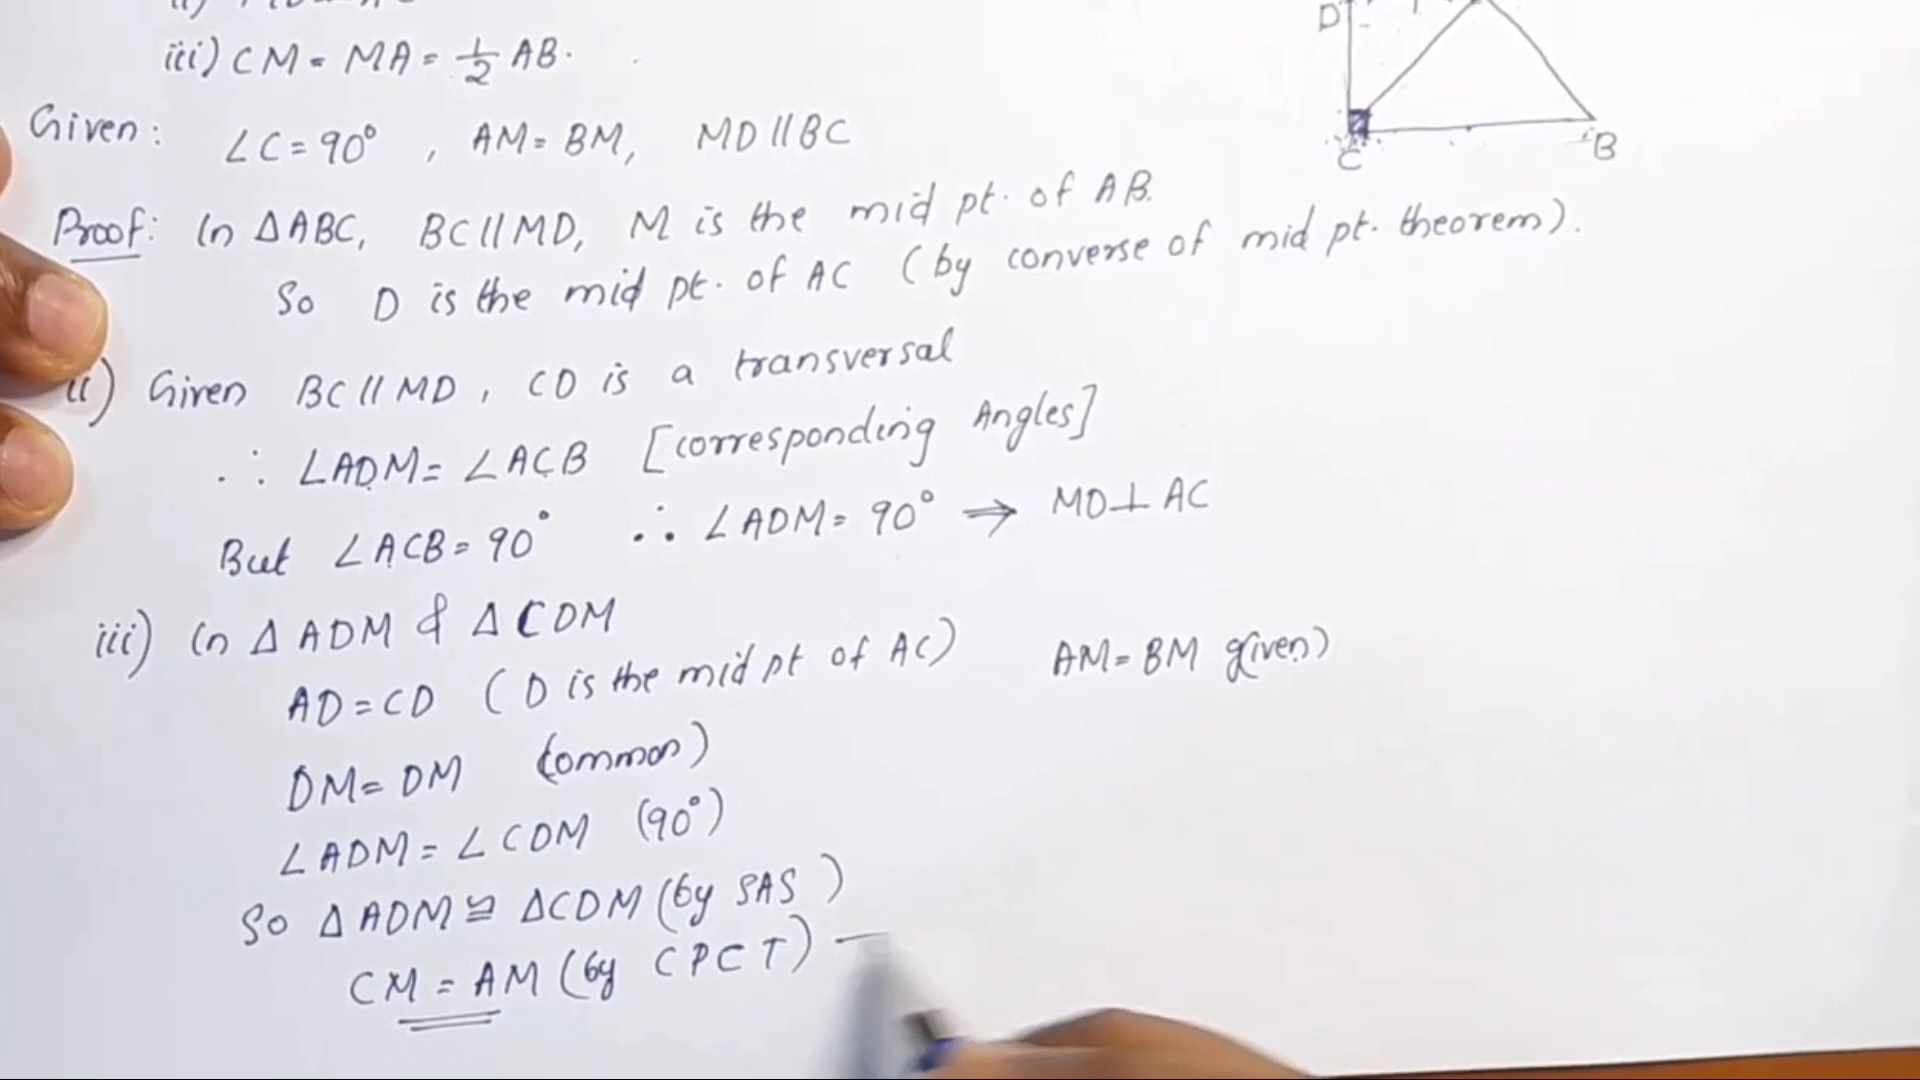 iii) CM = MA = 1/2 AB.
Given: ∠C = 90°, AM = BM, MD || BC
Proof: In ΔABC, BC || MD, M is the mid pt. of AB.
So D is the mid pt. of AC (by converse of mid pt. theorem).
ii) Given BC || MD, CD is a transversal
∴ ∠ADM = ∠ACB [corresponding Angles]
But ∠ACB = 90° ∴ ∠ADM = 90° ⇒ MD ⊥ AC
iii) In ΔADM & ΔCDM
AD = CD (D is the mid pt of AC)
AM = BM given)
DM = DM (common)
∠ADM = ∠CDM (90°)
So ΔADM ≅ ΔCDM (by SAS)
CM = AM (by CPCT) —
D
C
B